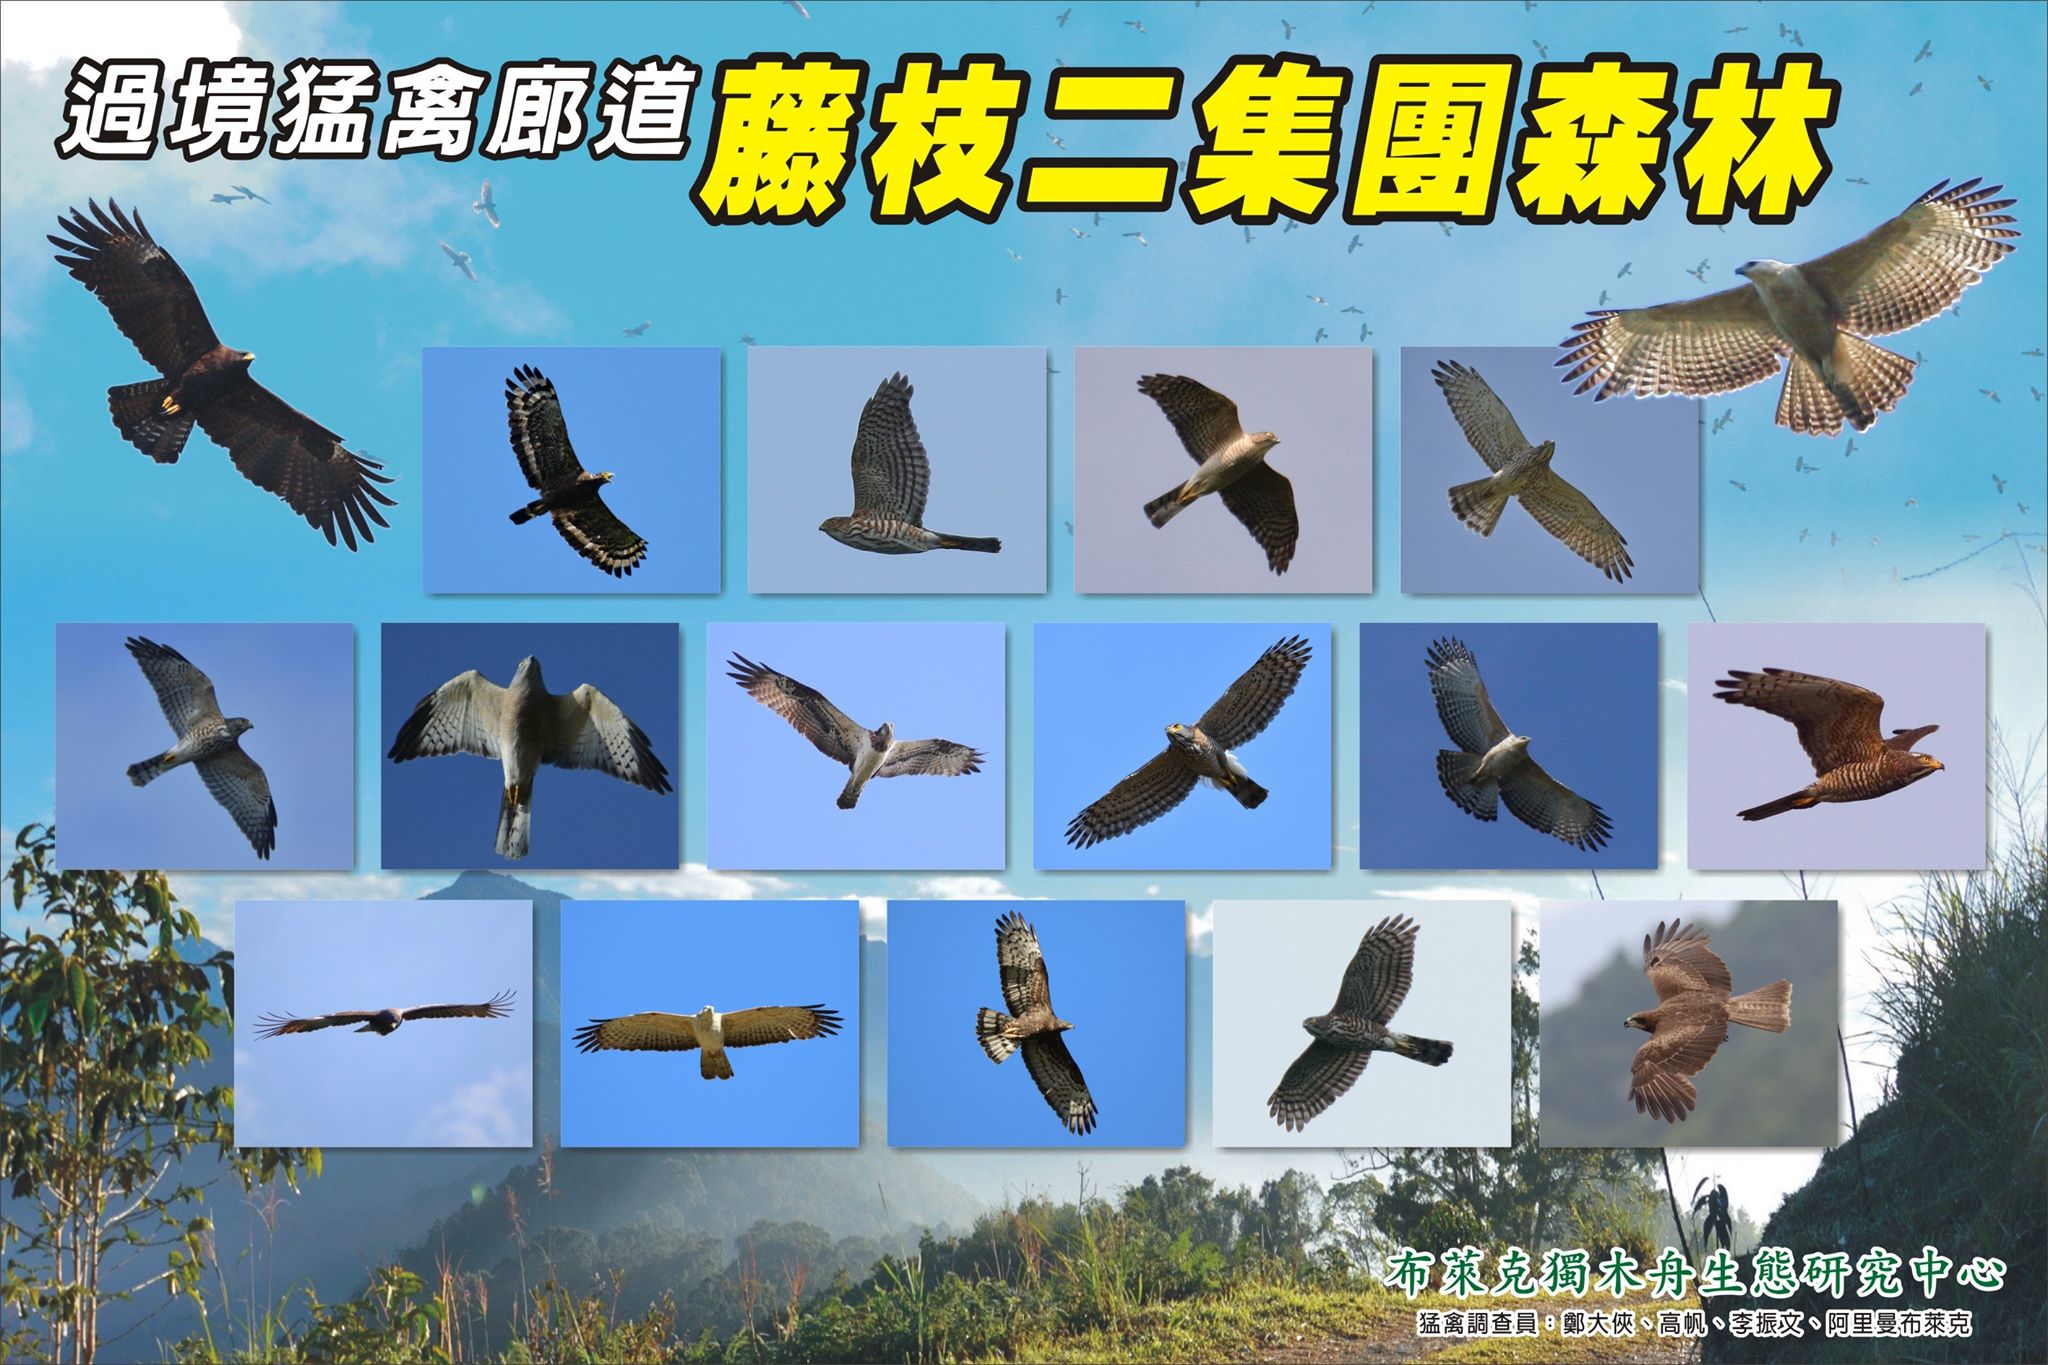 過境猛禽廊道 藤枝二集團森林
布萊克獨木舟生態研究中心
猛禽調查員：鄭大俠、高帆、李振文、阿里曼布萊克